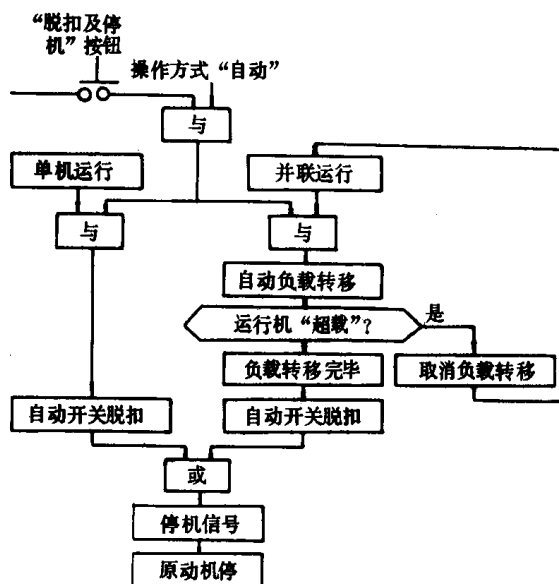 “脱扣及停
机”按钮
操作方式“自动”
与
单机运行
并联运行
与
与
自动负载转移
运行机“超载”?
是
负载转移完毕
取消负载转移
自动开关脱扣
自动开关脱扣
或
停机信号
原动机停